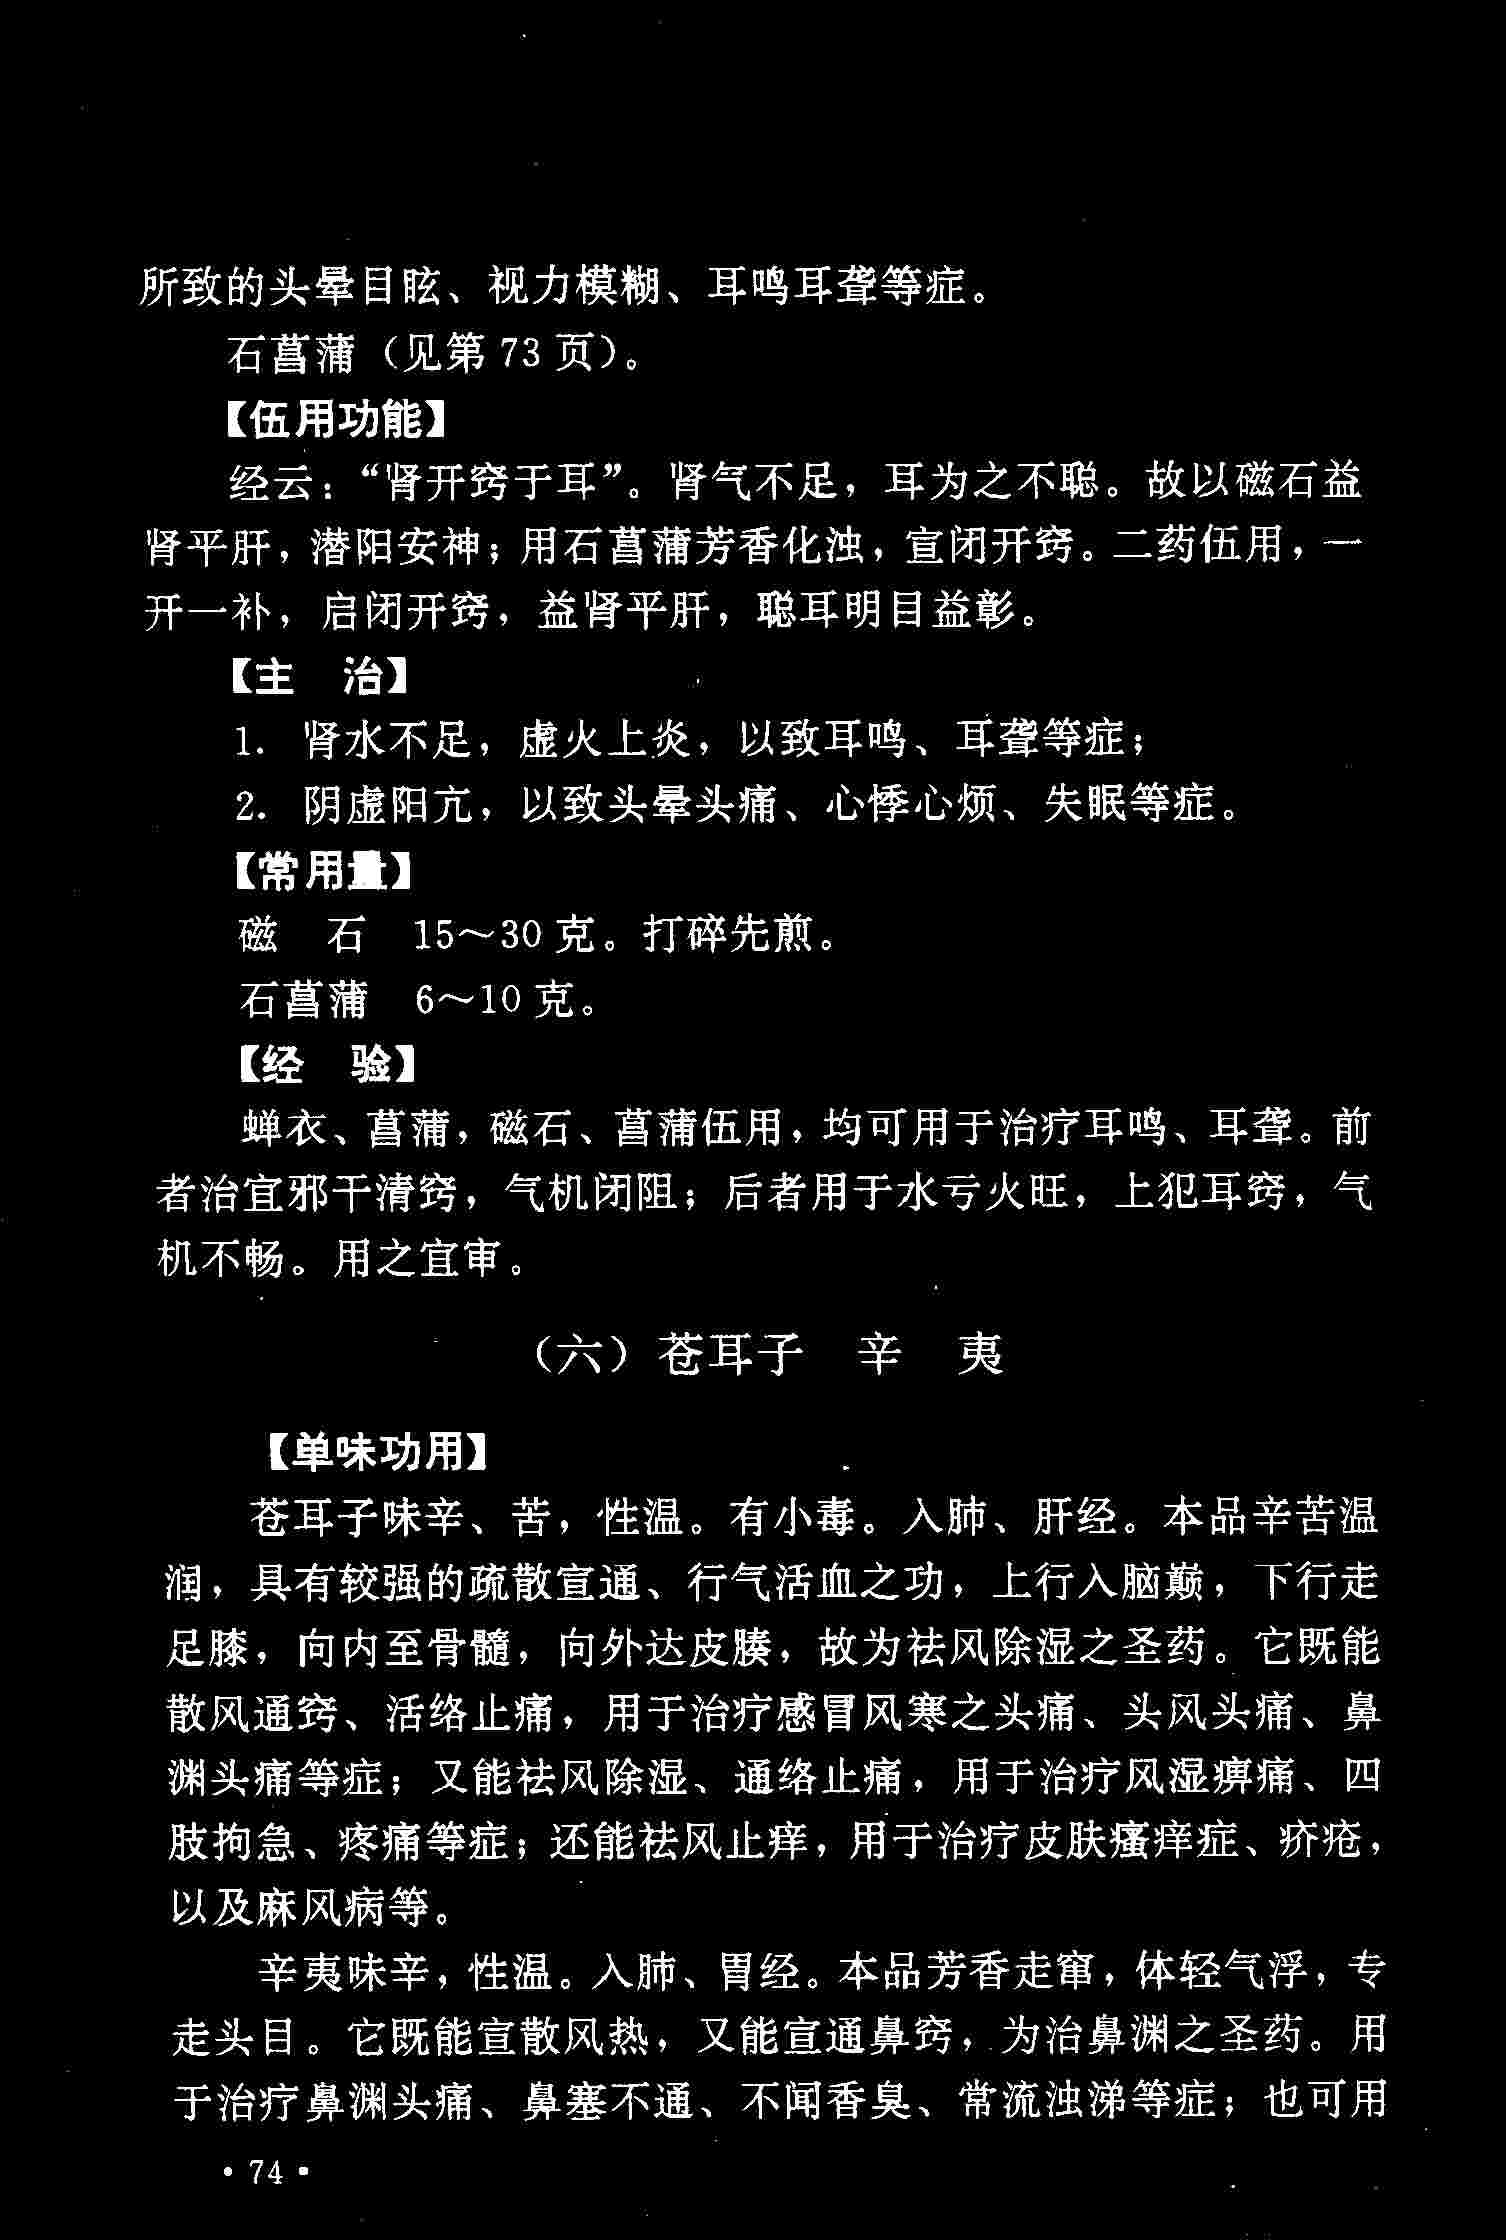 所致的头晕目眩、视力模糊、耳鸣耳聋等症。
石菖蒲（见第 73 页）。
【伍用功能】
经云：“肾开窍于耳”。肾气不足，耳为之不聪。故以磁石益
肾平肝，潜阳安神；用石菖蒲芳香化浊，宣闭开窍。二药伍用，一
开一补，启闭开窍，益肾平肝，聪耳明目益彰。
【主　治】
1. 肾水不足，虚火上炎，以致耳鸣、耳聋等症；
2. 阴虚阳亢，以致头晕头痛、心悸心烦、失眠等症。
【常用量】
磁　石　15～30 克。打碎先煎。
石菖蒲　6～10 克。
【经　验】
蝉衣、菖蒲，磁石、菖蒲伍用，均可用于治疗耳鸣、耳聋。前
者治宜邪干清窍，气机闭阻；后者用于水亏火旺，上犯耳窍，气
机不畅。用之宜审。
（六）苍耳子　辛　夷
【单味功用】
苍耳子味辛、苦，性温。有小毒。入肺、肝经。本品辛苦温
润，具有较强的疏散宣通、行气活血之功，上行入脑巅，下行走
足膝，向内至骨髓，向外达皮腠，故为祛风除湿之圣药。它既能
散风通窍、活络止痛，用于治疗感冒风寒之头痛、头风头痛、鼻
渊头痛等症；又能祛风除湿、通络止痛，用于治疗风湿痹痛、四
肢拘急、疼痛等症；还能祛风止痒，用于治疗皮肤瘙痒症、疥疮，
以及麻风病等。
辛夷味辛，性温。入肺、胃经。本品芳香走窜，体轻气浮，专
走头目。它既能宣散风热，又能宣通鼻窍，为治鼻渊之圣药。用
于治疗鼻渊头痛、鼻塞不通、不闻香臭、常流浊涕等症；也可用
· 74 ·